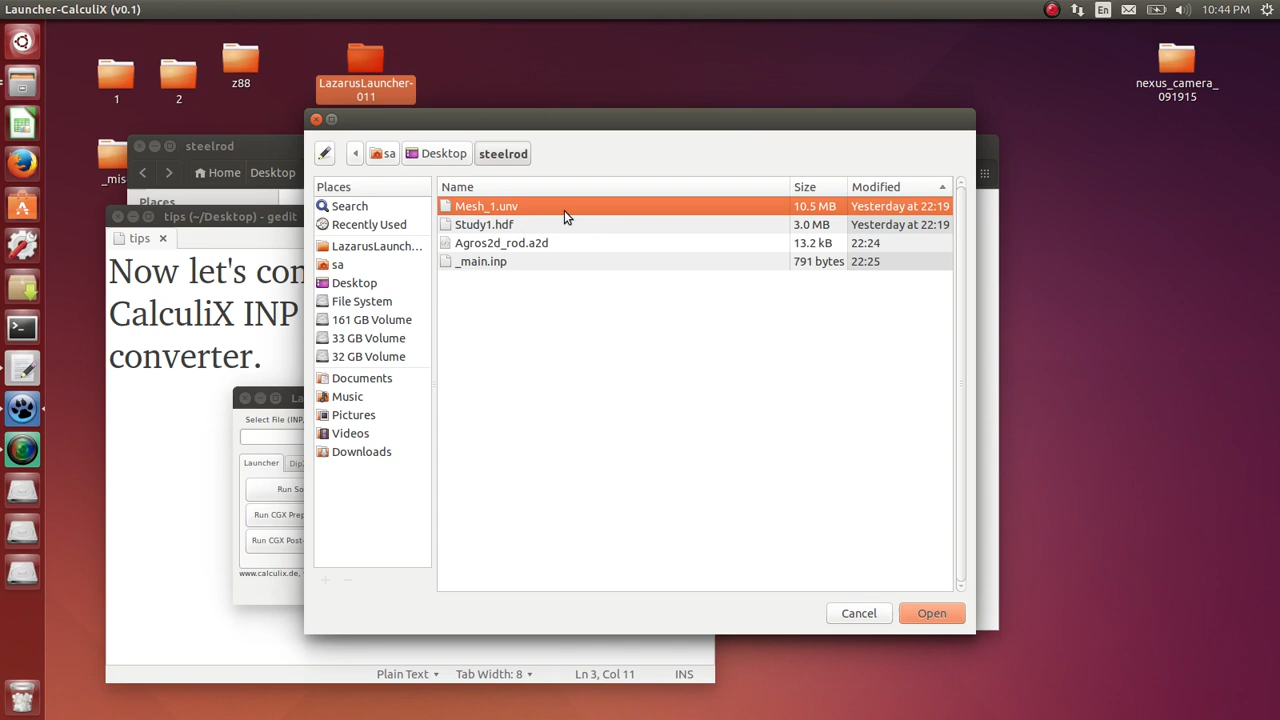 Launcher-CalculiX (v0.1)
En
10:44 PM
1
2
z88
LazarusLauncher-
011
nexus_camera_
091915
steelrod
Home
Desktop
Places
tips (~/Desktop) - gedit
tips
Now let's con
CalculiX INP
converter.
Select File (INP,
Launcher
Run So
Run CGX Prep
Run CGX Post-
www.calculix.de,
sa
Desktop
steelrod
Places
Search
Recently Used
LazarusLaunch...
sa
Desktop
File System
161 GB Volume
33 GB Volume
32 GB Volume
Documents
Music
Pictures
Videos
Downloads
Name
Size
Modified
Mesh_1.unv
10.5 MB
Yesterday at 22:19
Study1.hdf
3.0 MB
Yesterday at 22:19
Agros2d_rod.a2d
13.2 kB
22:24
_main.inp
791 bytes
22:25
Cancel
Open
Plain Text
Tab Width: 8
Ln 3, Col 11
INS